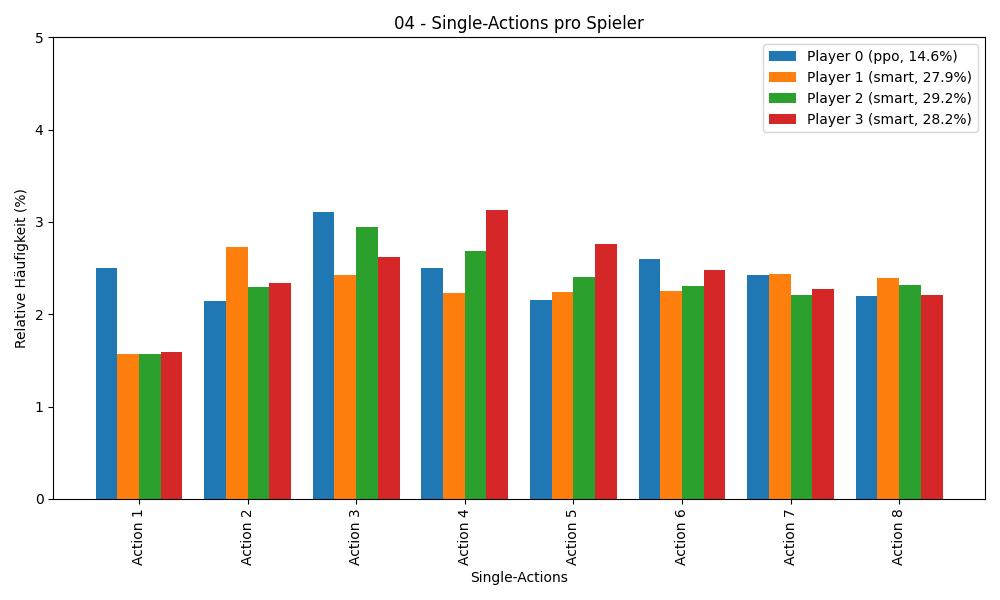 04 - Single-Actions pro Spieler
Player 0 (ppo, 14.6%)
Player 1 (smart, 27.9%)
Player 2 (smart, 29.2%)
Player 3 (smart, 28.2%)
Relative Häufigkeit (%)
5
4
3
2
1
0
Action 1
Action 2
Action 3
Action 4
Action 5
Action 6
Action 7
Action 8
Single-Actions